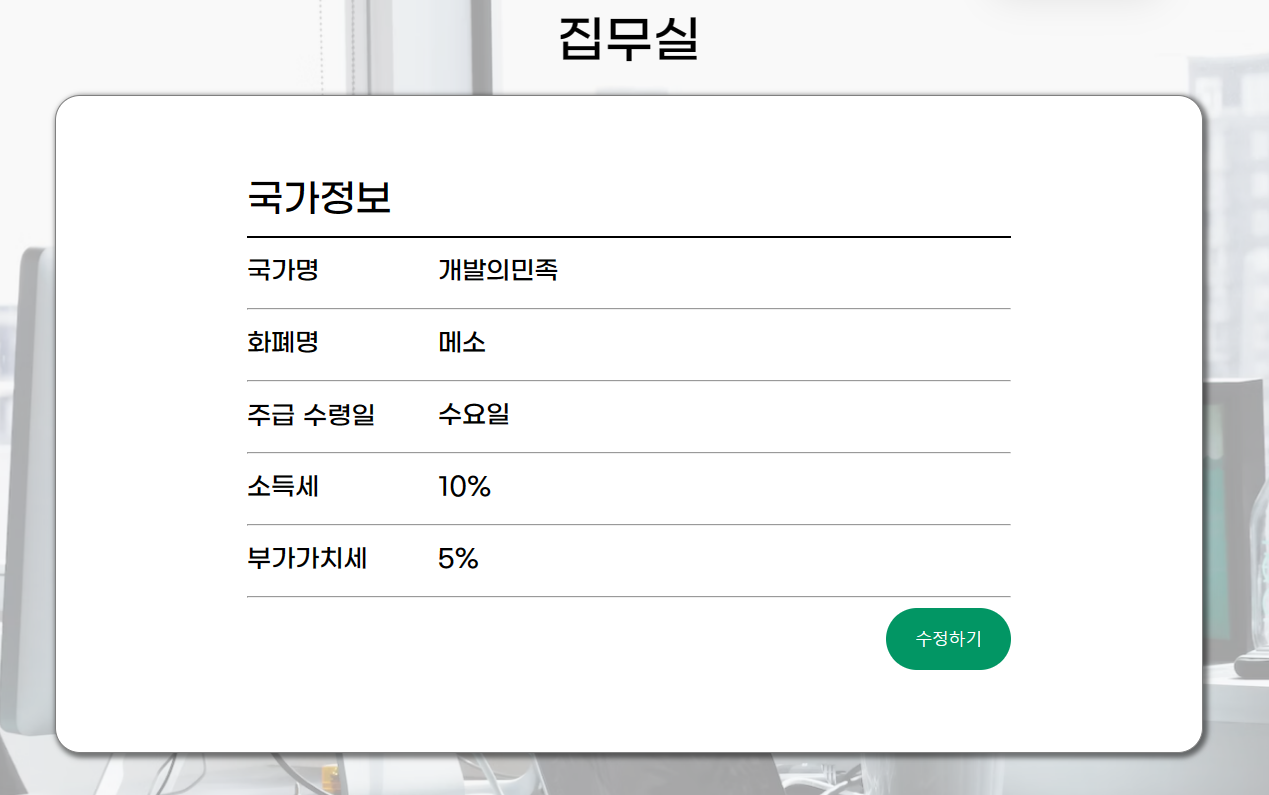 집무실
국가정보
국가명 개발의민족
화폐명 메소
주급 수령일 수요일
소득세 10%
부가가치세 5%
수정하기